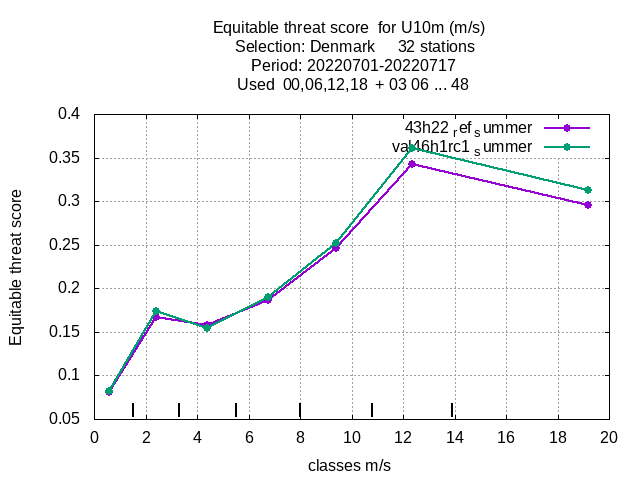 Equitable threat score for U10m (m/s)
Selection: Denmark 32 stations
Period: 20220701-20220717
Used 00,06,12,18 + 03 06 ... 48
43h22 ref summer
val46h1rc1 summer
0.4
0.35
0.3
0.25
0.2
0.15
0.1
0.05
Equitable threat score
0 2 4 6 8 10 12 14 16 18 20
classes m/s